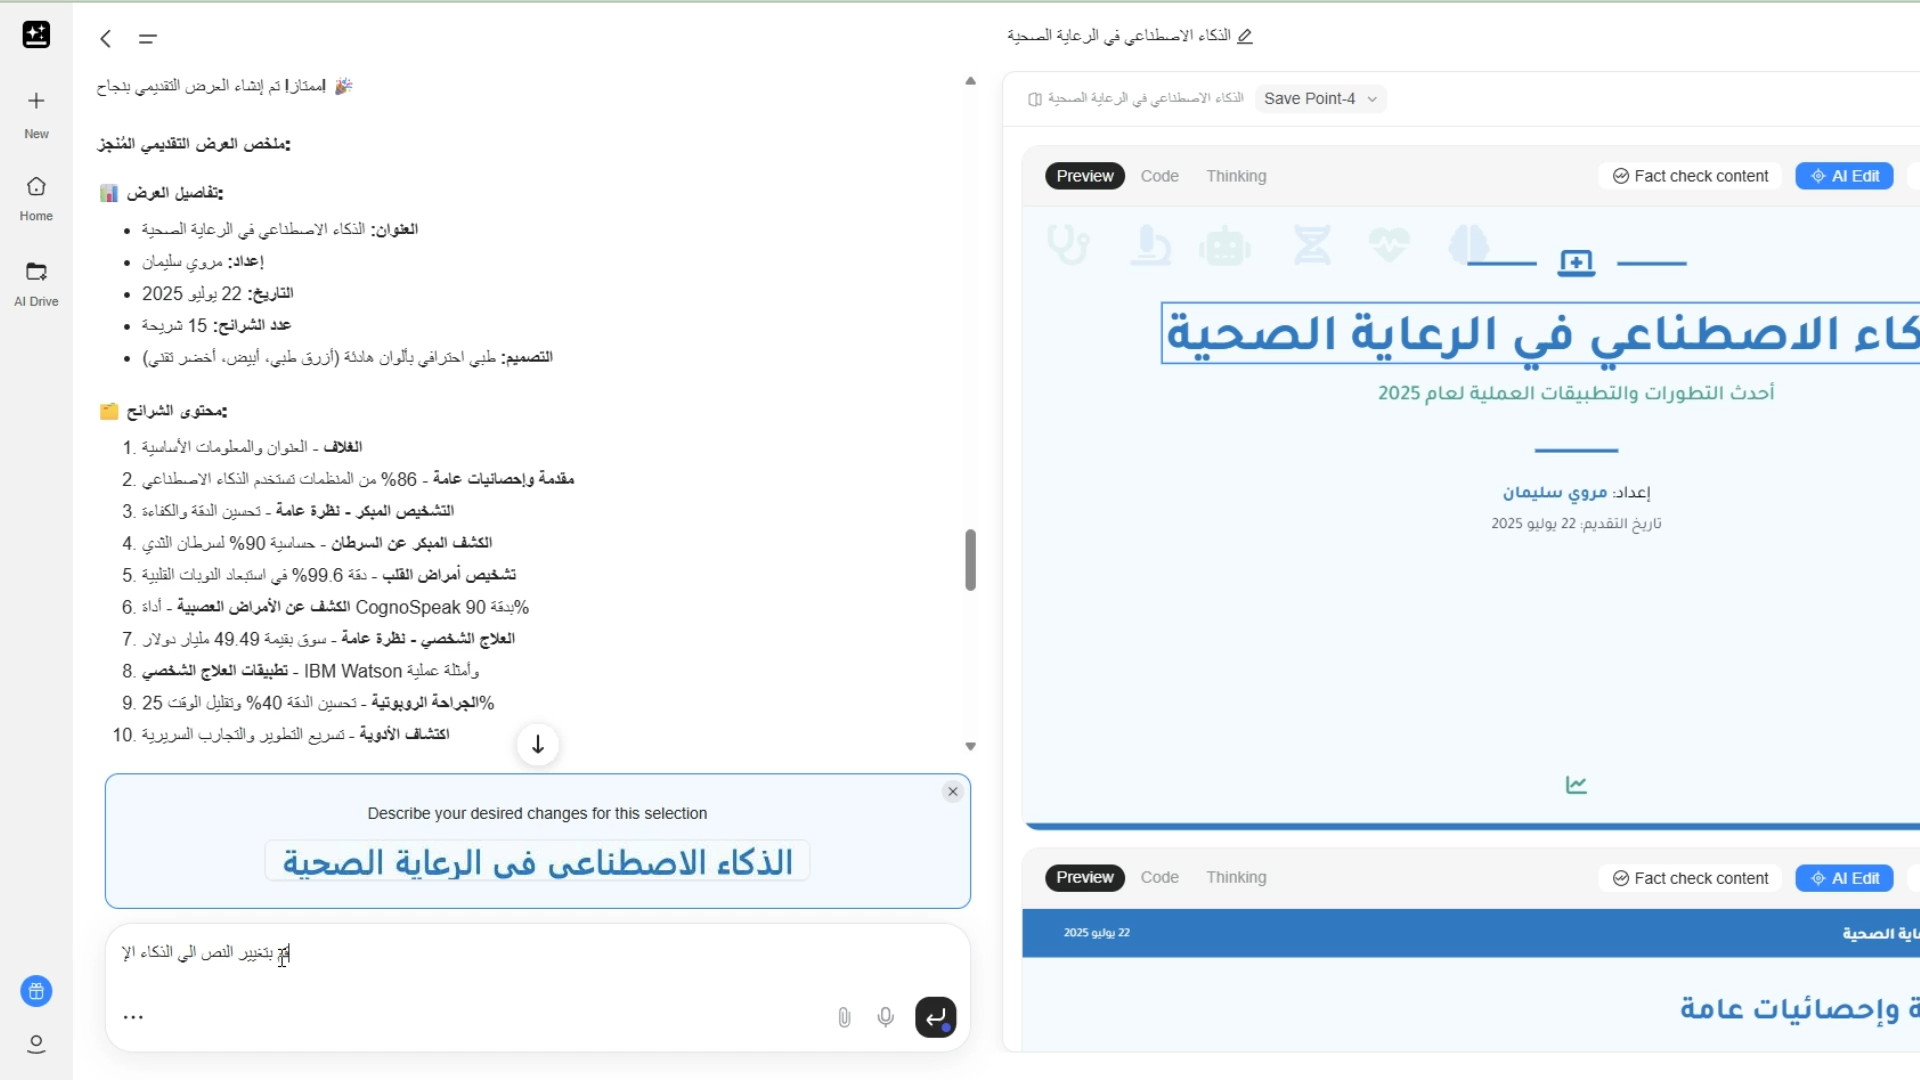 New
Home
AI Drive
🎉 اممتاز! تم إنشاء العرض التقديمي بنجاح
:ملخص العرض التقديمي المُنجز
📊 تفاصيل العرض:
• العنوان: الذكاء الاصطناعي في الرعاية الصحية
• إعداد: مروي سليمان
• التاريخ: 22 يوليو 2025
• عدد الشرائح: 15 شريحة
• التصميم: طبي احترافي بألوان هادئة (أزرق طبي، أبيض، أخضر تقني)
📁 محتوى الشرائح:
1. الغلاف - العنوان والمعلومات الأساسية
2. مقدمة وإحصائيات عامة - 86% من المنظمات تستخدم الذكاء الاصطناعي
3. التشخيص المبكر - نظرة عامة - تحسين الدقة والكفاءة
4. الكشف المبكر عن السرطان - حساسية 90% لسرطان الثدي
5. تشخيص أمراض القلب - دقة 99.6% في استبعاد النوبات القلبية
6. الكشف عن الأمراض العصبية - أداة CognoSpeak بدقة 90%
7. العلاج الشخصي - نظرة عامة - سوق بقيمة 49.49 مليار دولار
8. تطبيقات العلاج الشخصي - IBM Watson وأمثلة عملية
9. الجراحة الروبوتية - تحسين الدقة 40% وتقليل الوقت 25%
10. اكتشاف الأدوية - تسريع التطوير والتجارب السريرية
Describe your desired changes for this selection
الذكاء الاصطناعي في الرعاية الصحية
قم بتغيير النص الي الذكاء الإ
الذكاء الاصطناعي في الرعاية الصحية
الذكاء الاصطناعي في الرعاية الصحية Save Point-4
Preview Code Thinking Fact check content AI Edit
كاء الاصطناعي في الرعاية الصحية
أحدث التطورات والتطبيقات العملية لعام 2025
إعداد: مروي سليمان
تاريخ التقديم: 22 يوليو 2025
Preview Code Thinking Fact check content AI Edit
اية الصحية
22 يوليو 2025
ة وإحصائيات عامة